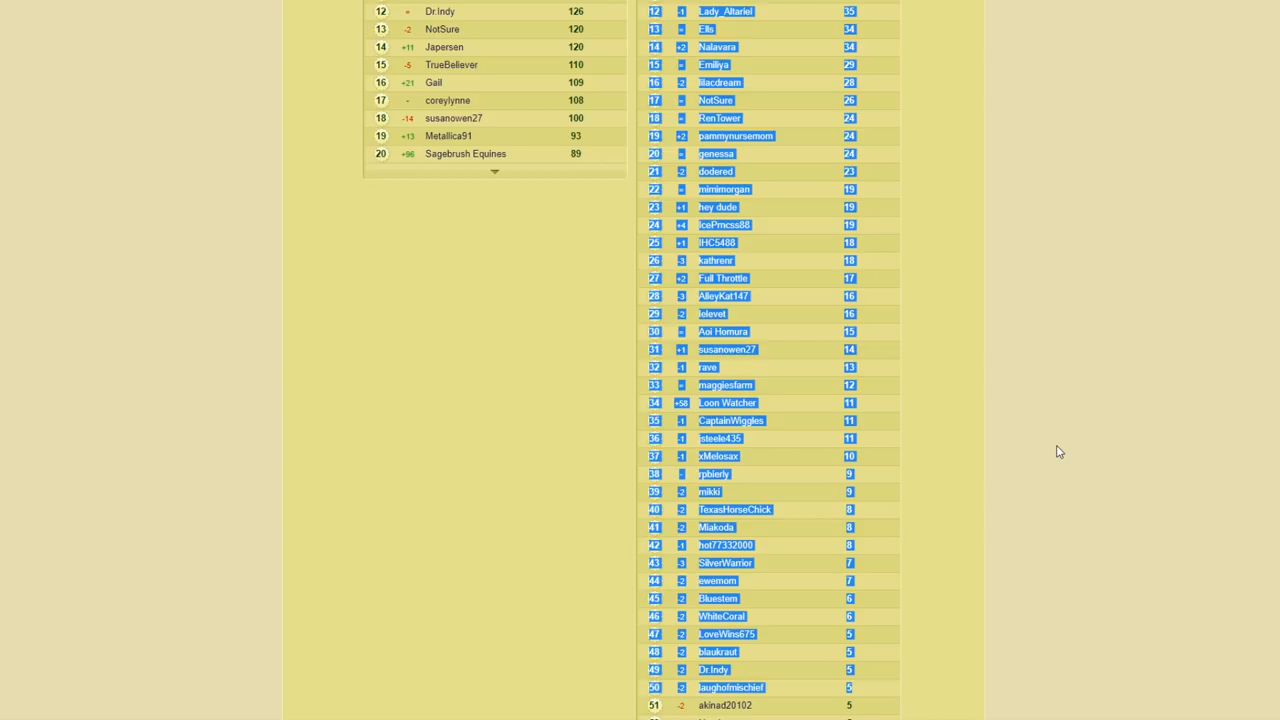 12 = Dr.Indy 126
13 -2 NotSure 120
14 +11 Japersen 120
15 -5 TrueBeliever 110
16 +21 Gail 109
17 - coreylynne 108
18 -14 susanowen27 100
19 +13 Metallica91 93
20 +96 Sagebrush Equines 89
12 -1 Lady_Altariel 35
13 = Ells 34
14 +2 Nalavara 34
15 = Emiliya 29
16 -2 lilacdream 28
17 = NotSure 26
18 = RenTower 24
19 +2 pammynursemom 24
20 = genessa 24
21 -2 dodered 23
22 = mimimorgan 19
23 +1 hey dude 19
24 +4 IcePrncss88 19
25 +1 IHC5488 18
26 -3 kathrenr 18
27 +2 Full Throttle 17
28 -3 AlleyKat147 16
29 -2 lelevet 16
30 = Aoi Homura 15
31 +1 susanowen27 14
32 -1 rave 13
33 = maggiesfarm 12
34 +58 Loon Watcher 11
35 -1 CaptainWiggles 11
36 -1 jsteele435 11
37 -1 xMelosax 10
38 - rpbierly 9
39 -2 mikki 9
40 -2 TexasHorseChick 8
41 -2 Miakoda 8
42 -1 hot77332000 8
43 -3 SilverWarrior 7
44 -2 ewemom 7
45 -2 Bluestem 6
46 -2 WhiteCoral 6
47 -2 LoveWins675 5
48 -2 blaukraut 5
49 -2 Dr.Indy 5
50 -2 laughofmischief 5
51 -2 akinad20102 5